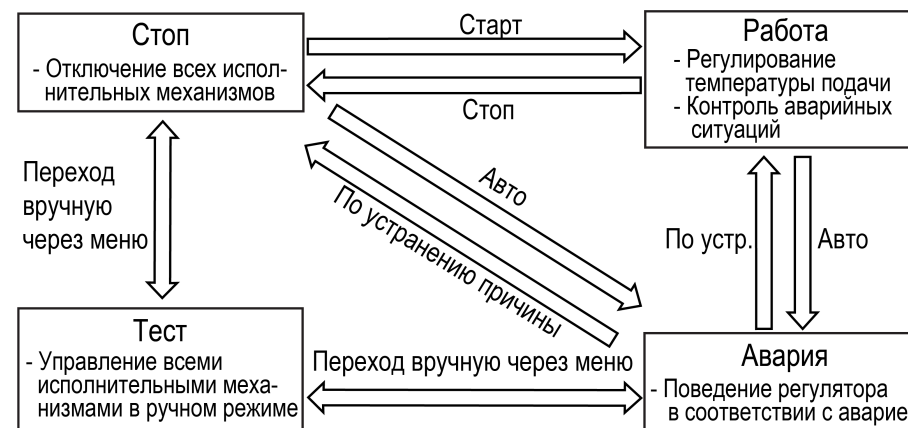 Стоп
- Отключение всех испол-
нительных механизмов
Старт
Стоп
Работа
- Регулирование
температуры подачи
- Контроль аварийных
ситуаций
Переход
вручную
через меню
Авто
По устранению причины
По устр.
Авто
Тест
- Управление всеми
исполнительными меха-
низмами в ручном режиме
Переход вручную через меню
Авария
- Поведение регулятора
в соответствии с аварие